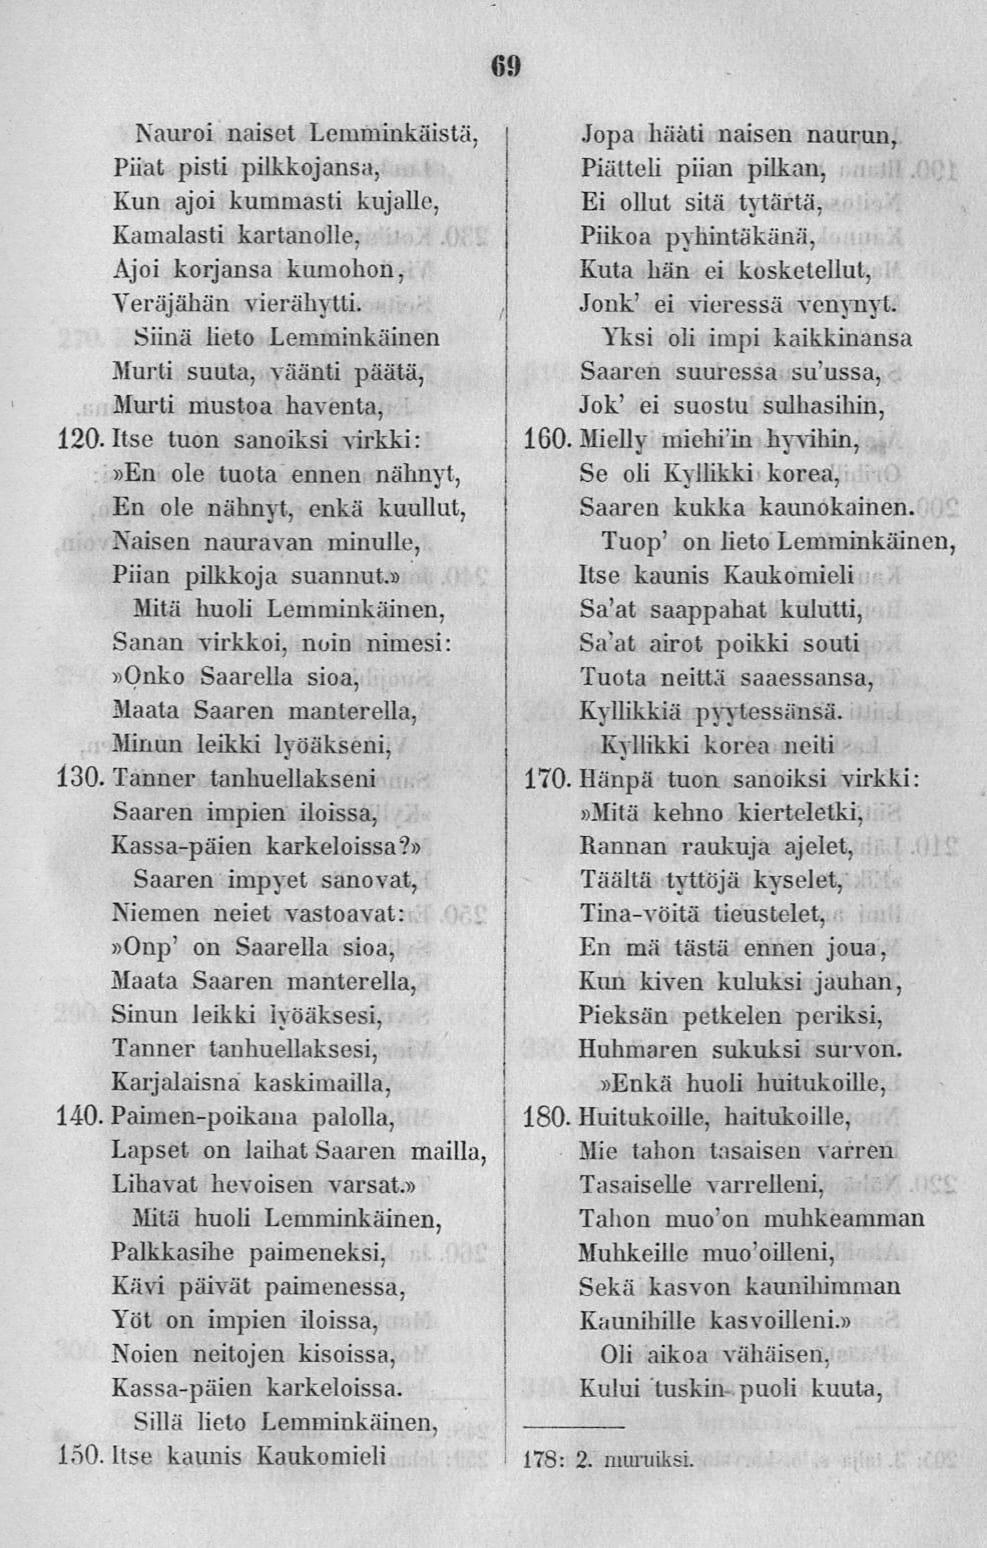 69
Nauroi naiset Lemminkäistä,
Piiat pisti pilkkojansa,
Kun ajoi kummasti kujalle,
Kamalasti kartanolle,
Ajoi korjansa kumohon,
Veräjähän vierähytti.
Siinä lieto Lemminkäinen
Murti suuta, väänti päätä,
Murti mustoa haventa,
120. Itse tuon sanoiksi virkki:
»En ole tuota ennen nähnyt,
En ole nähnyt, enkä kuullut,
Naisen nauravan minulle,
Piian pilkkoja suannut.»
Mitä huoli Lemminkäinen,
Sanan virkkoi, noin nimesi:
»Onko Saarella sioa,
Maata Saaren manterella,
Minun leikki lyöäkseni,
130. Tanner tanhuellakseni
Saaren impien iloissa,
Kassa-päien karkeloissa?»
Saaren impyet sanovat,
Niemen neiet vastoavat:
»Onp' on Saarella sioa,
Maata Saaren manterella,
Sinun leikki lyöäksesi,
Tanner tanhuellaksesi,
Karjalaisna kaskimailla,
140. Paimen-poikana palolla,
Lapset on laihat Saaren mailla,
Lihavat hevoisen varsat.»
Mitä huoli Lemminkäinen,
Palkkasihe paimeneksi,
Kävi päivät paimenessa,
Yöt on impien iloissa,
Noien neitojen kisoissa,
Kassa-päien karkeloissa.
Sillä lieto Lemminkäinen,
150. Itse kaunis Kaukomieli
Jopa hääti naisen naurun,
Piätteli piian pilkan,
Ei ollut sitä tytärtä,
Piikoa pyhintäkänä,
Kuta hän ei kosketellut,
Jonk' ei vieressä venynyt.
Yksi oli impi kaikkinansa
Saaren suuressa su'ussa,
Jok' ei suostu sulhasihin,
160. Mielly miehi'in hyvihin,
Se oli Kyllikki korea,
Saaren kukka kaunokainen.
Tuop' on lieto Lemminkäinen,
Itse kaunis Kaukomieli
Sa'at saappahat kulutti,
Sa'at airot poikki souti
Tuota neittä saaessansa,
Kyllikkiä pyytessänsä.
Kyllikki korea neiti
170. Hänpä tuon sanoiksi virkki:
»Mitä kehno kierteletki,
Rannan raukuja ajelet,
Täältä tyttöjä kyselet,
Tina-vöitä tieustelet,
En mä tästä ennen joua,
Kun kiven kuluksi jauhan,
Pieksän petkelen periksi,
Huhmaren sukuksi survon.
»Enkä huoli huitukoille,
180. Huitukoille, haitukoille,
Mie tahon tasaisen varren
Tasaiselle varrelleni,
Tahon muo'on muhkeamman
Muhkeille muo'oilleni,
Sekä kasvon kaunihimman
Kaunihille kasvoilleni.»
Oli aikoa vähäisen,
Kului tuskin puoli kuuta,
178: 2. muruiksi.